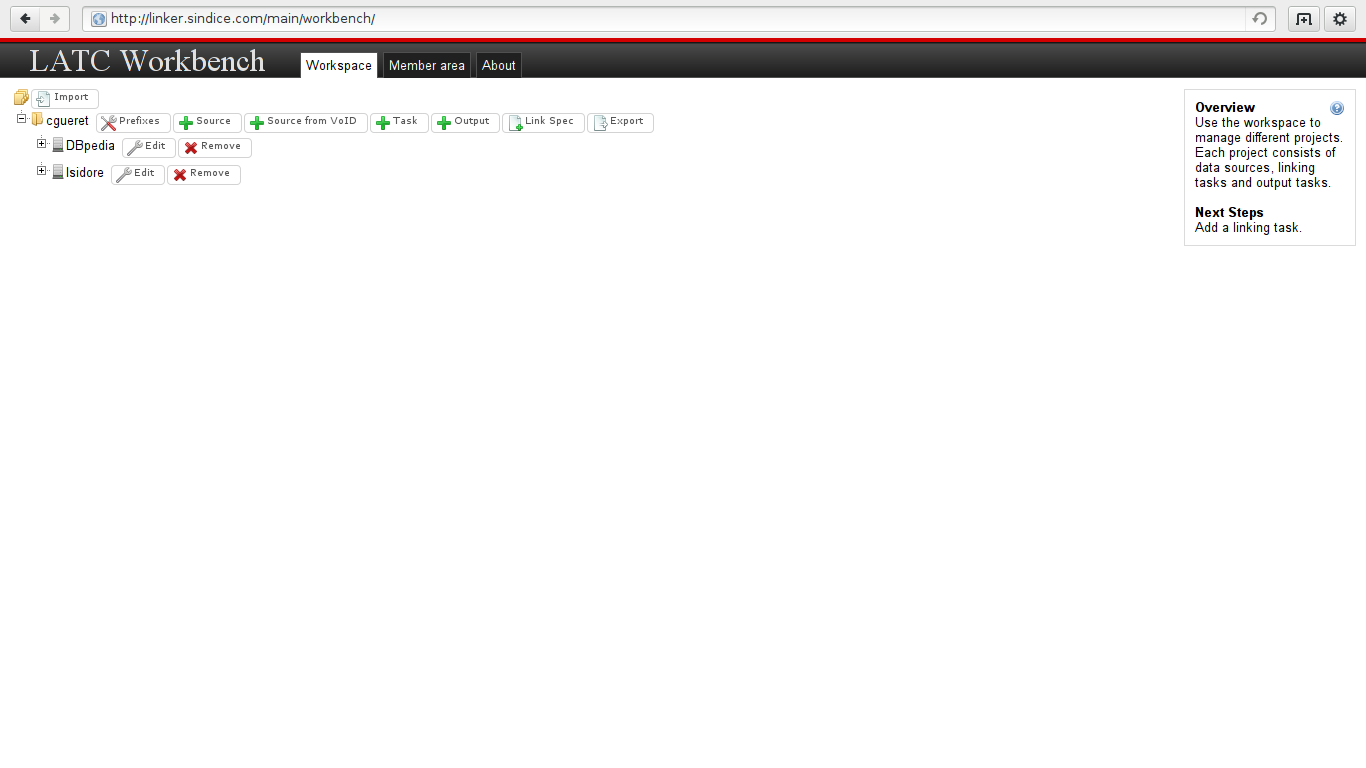 http://linker.sindice.com/main/workbench/
LATC Workbench
Workspace
Member area
About
Import
cgueret Prefixes Source Source from VoID Task Output Link Spec Export
DBpedia Edit Remove
Isidore Edit Remove
Overview
Use the workspace to
manage different projects.
Each project consists of
data sources, linking
tasks and output tasks.
Next Steps
Add a linking task.